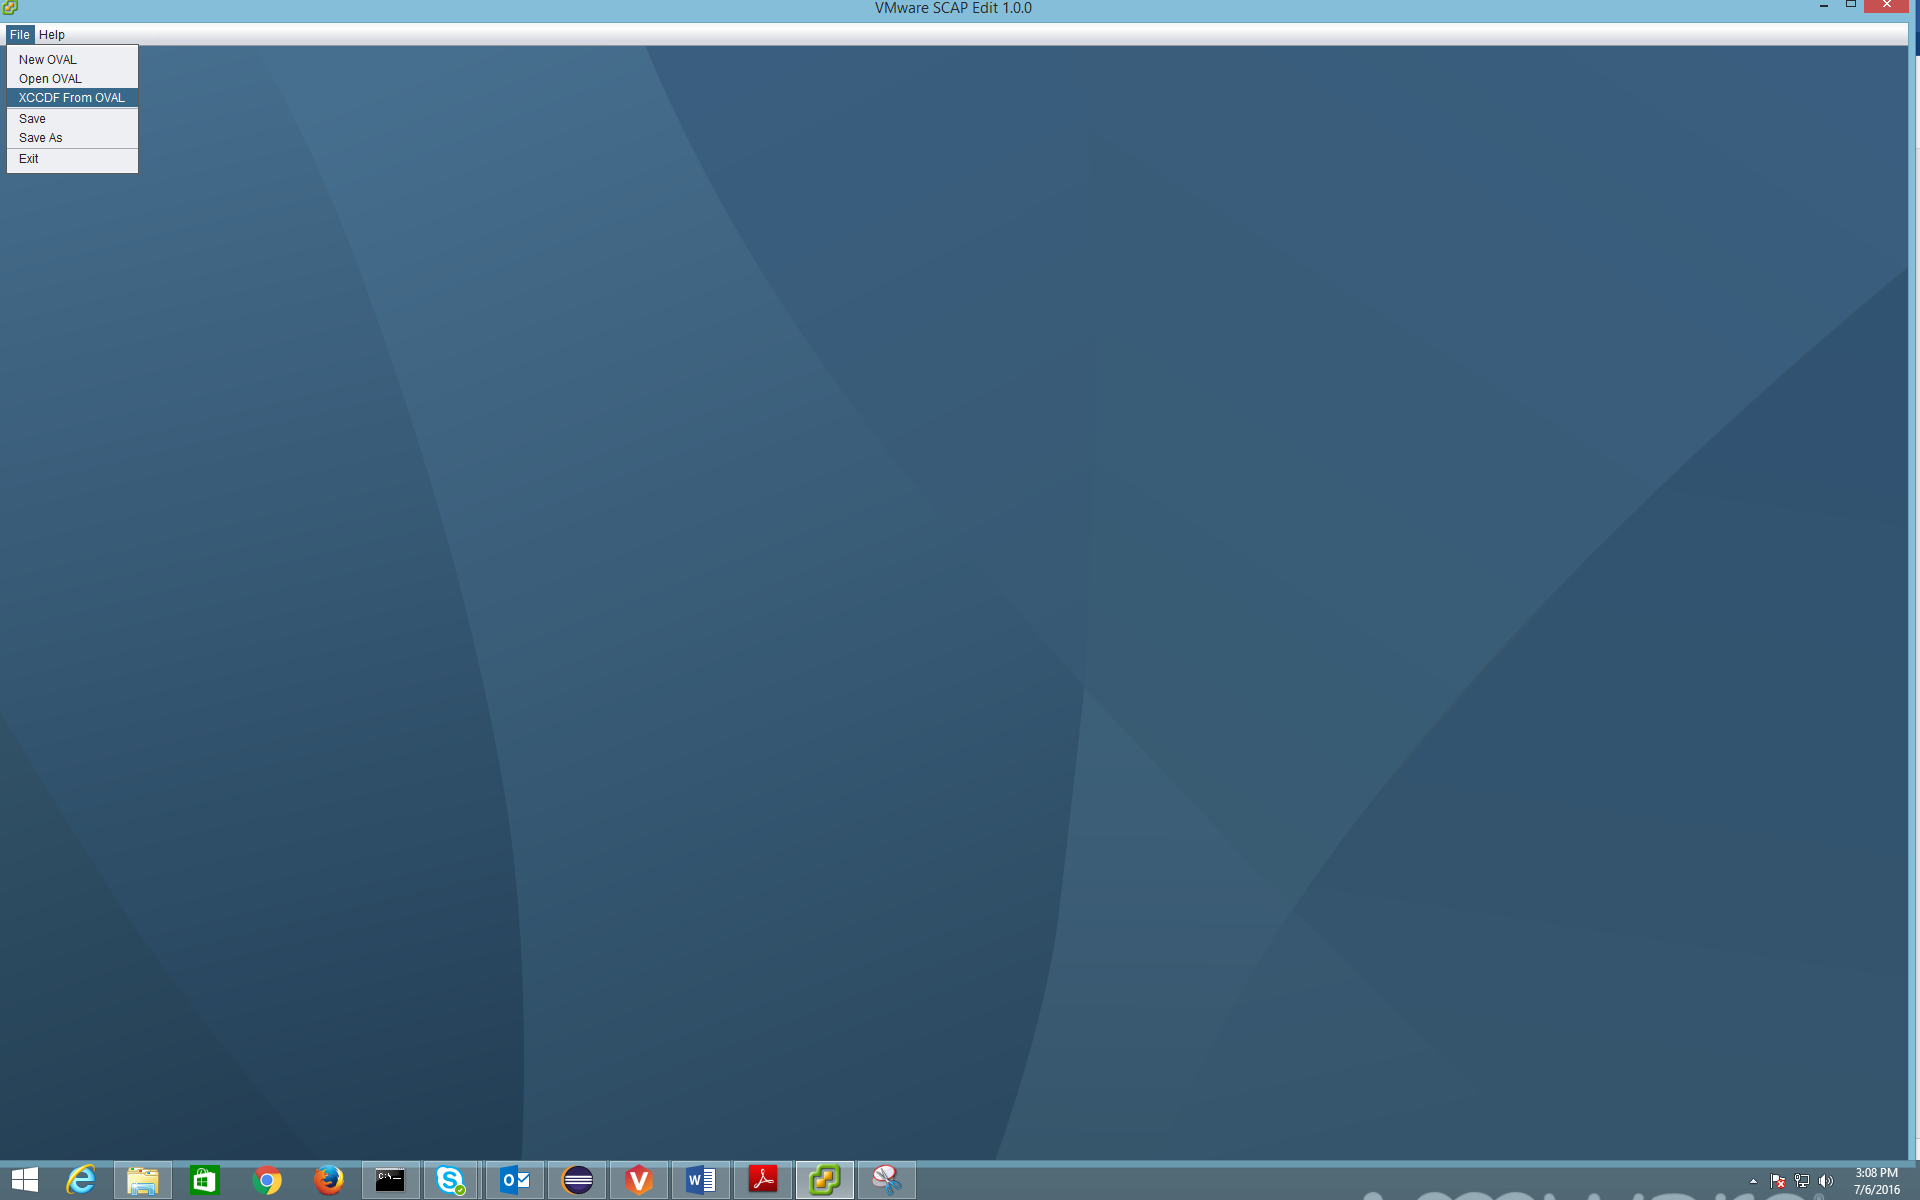 VMware SCAP Edit 1.0.0
File Help
New OVAL
Open OVAL
XCCDF From OVAL
Save
Save As
Exit
C:\_
3:08 PM
7/6/2016